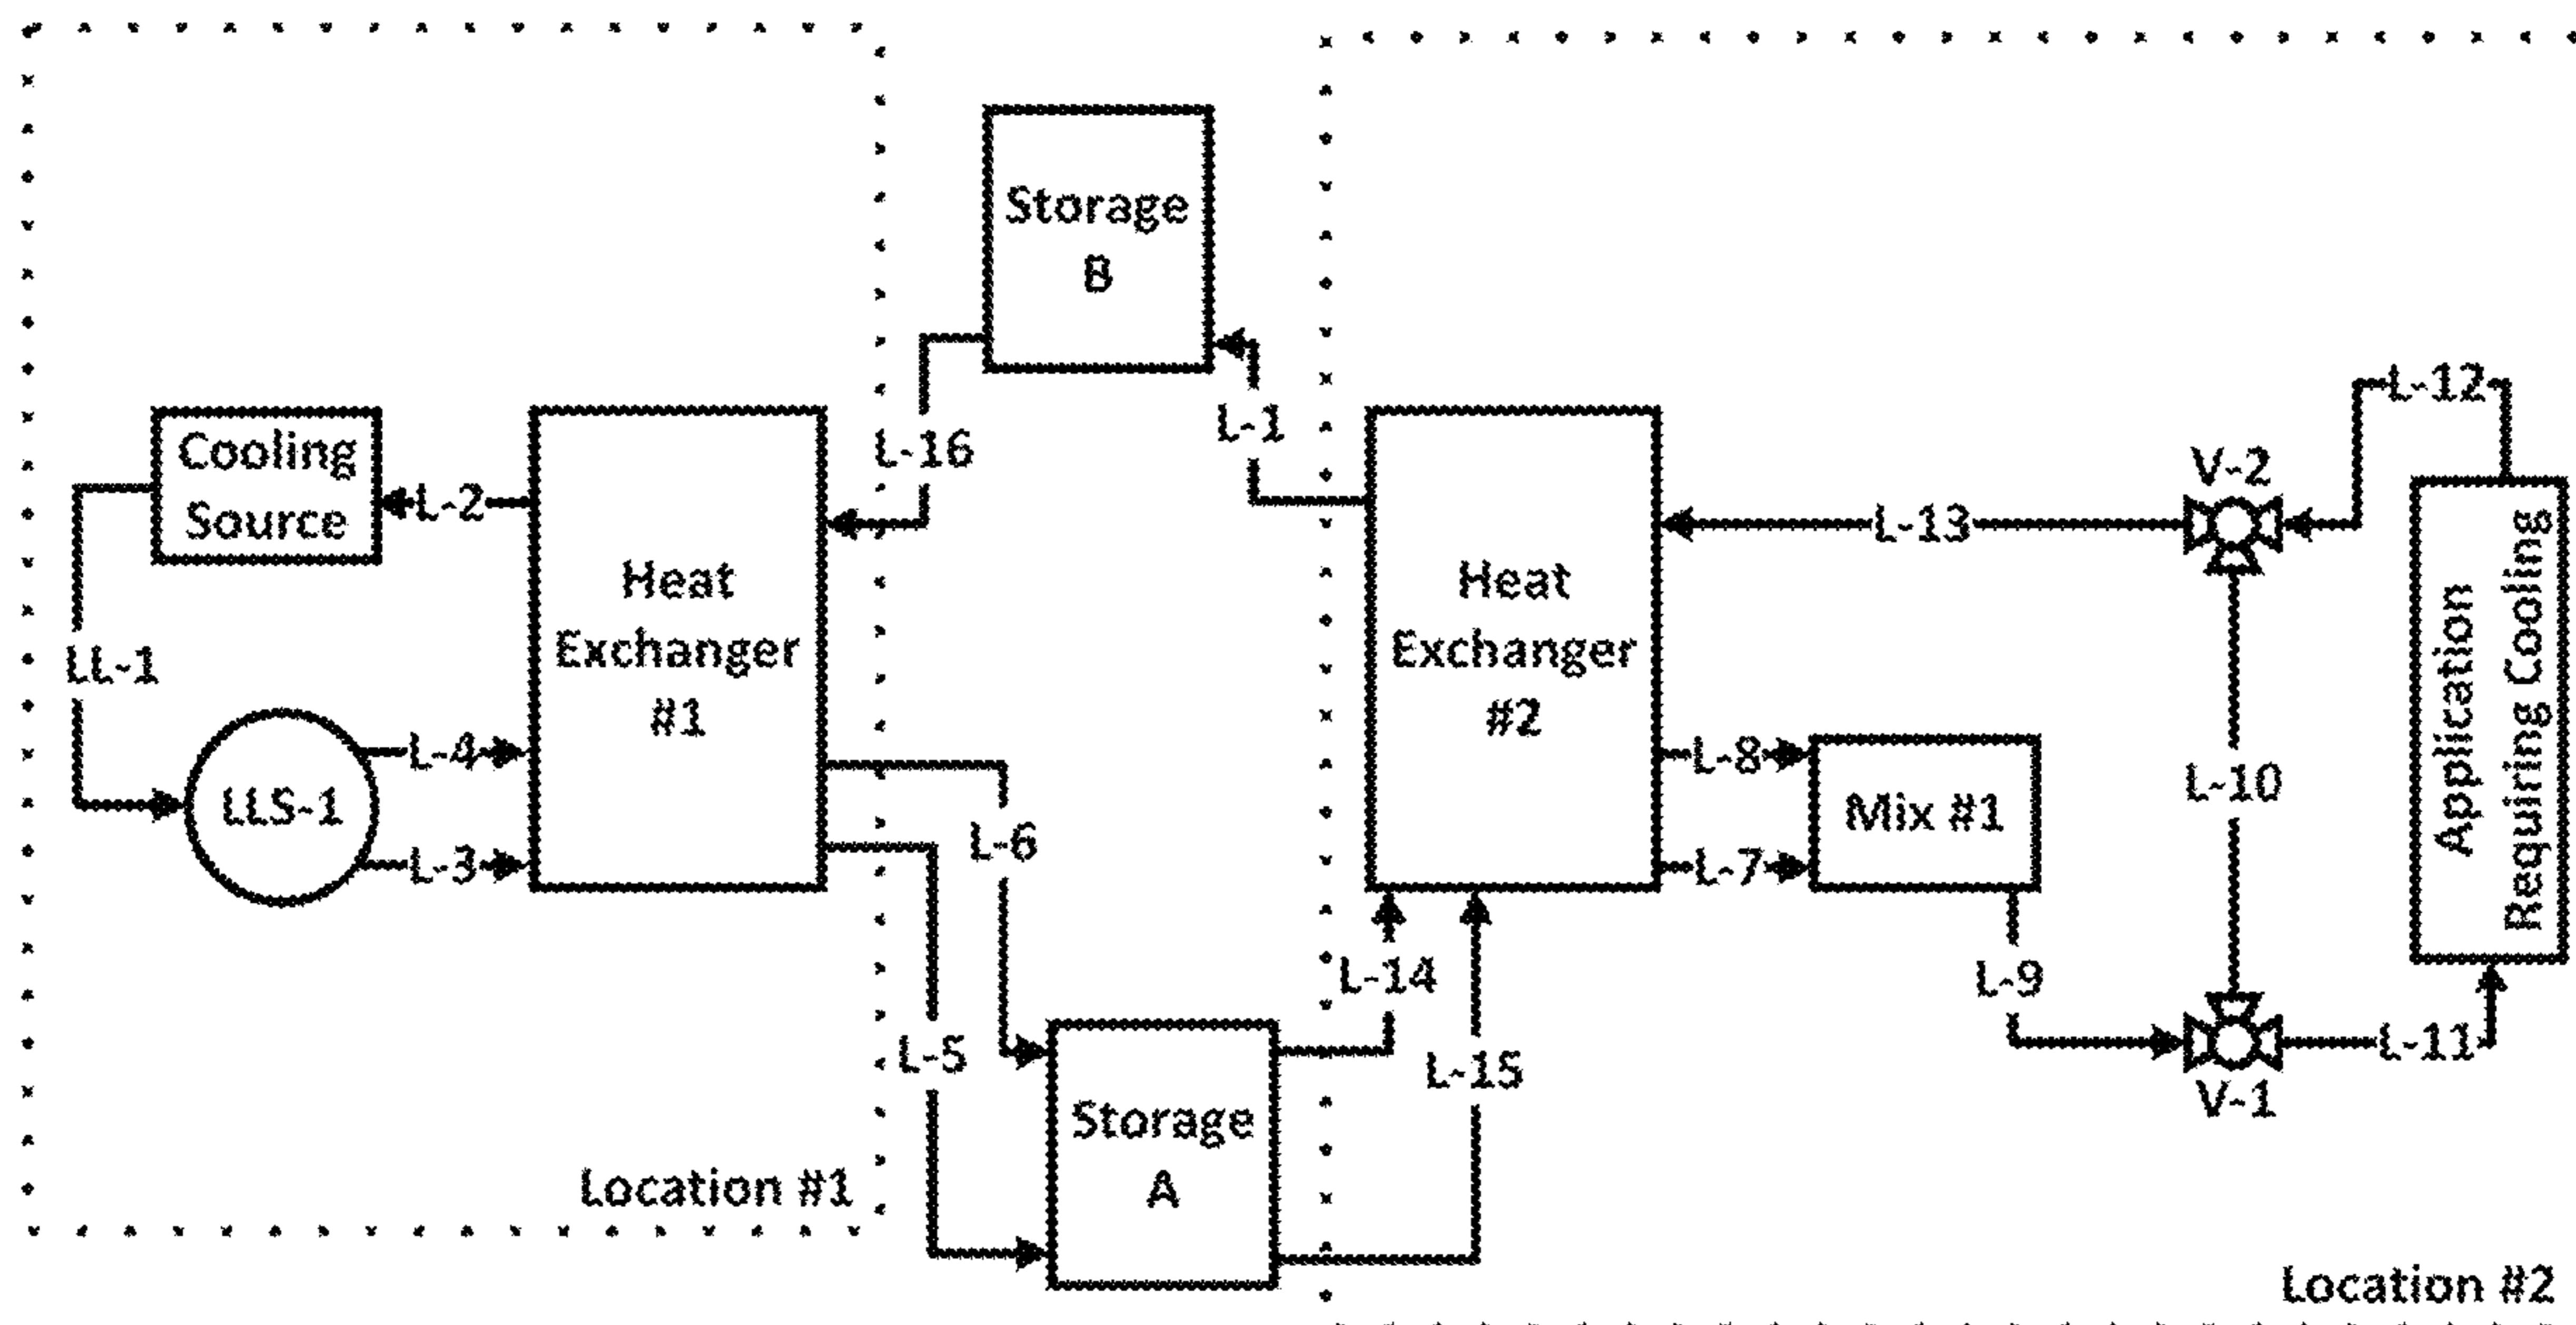 Storage
B
L-12
L-1
Cooling
Source
L-16
V-2
L-2
L-13
Heat
Exchanger
#1
Heat
Exchanger
#2
Application
Requiring Cooling
LL-1
L-4
L-8
L-10
LLS-1
Mix #1
L-6
L-3
L-7
L-14
L-9
L-5
L-15
L-11
V-1
Storage
A
Location #1
Location #2